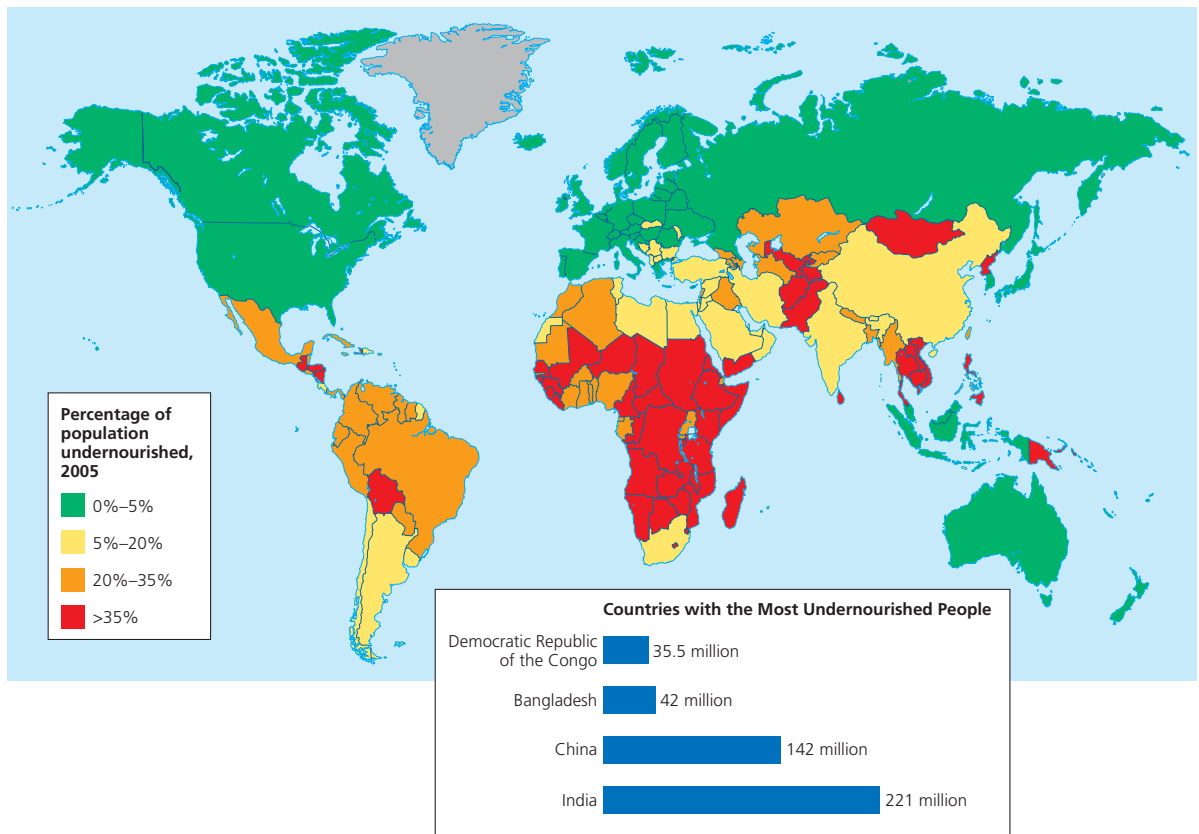 Percentage of
population
undernourished,
2005
0%–5%
5%–20%
20%–35%
>35%
Countries with the Most Undernourished People
Democratic Republic
of the Congo
35.5 million
Bangladesh
42 million
China
142 million
India
221 million